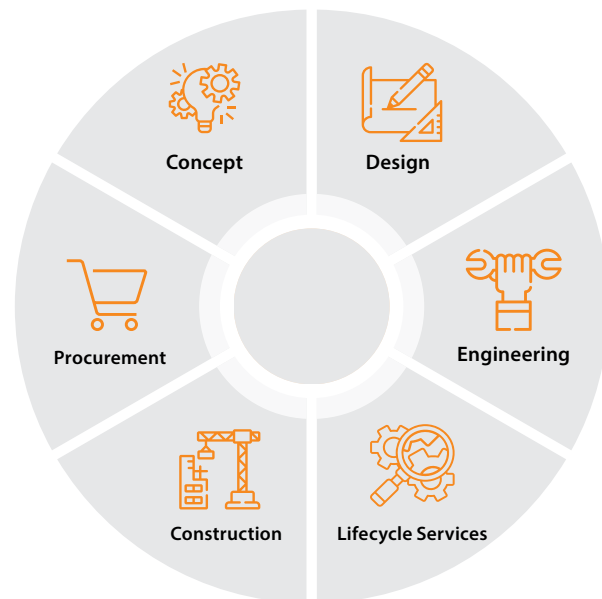 Concept
Design
Procurement
Engineering
Construction
Lifecycle Services